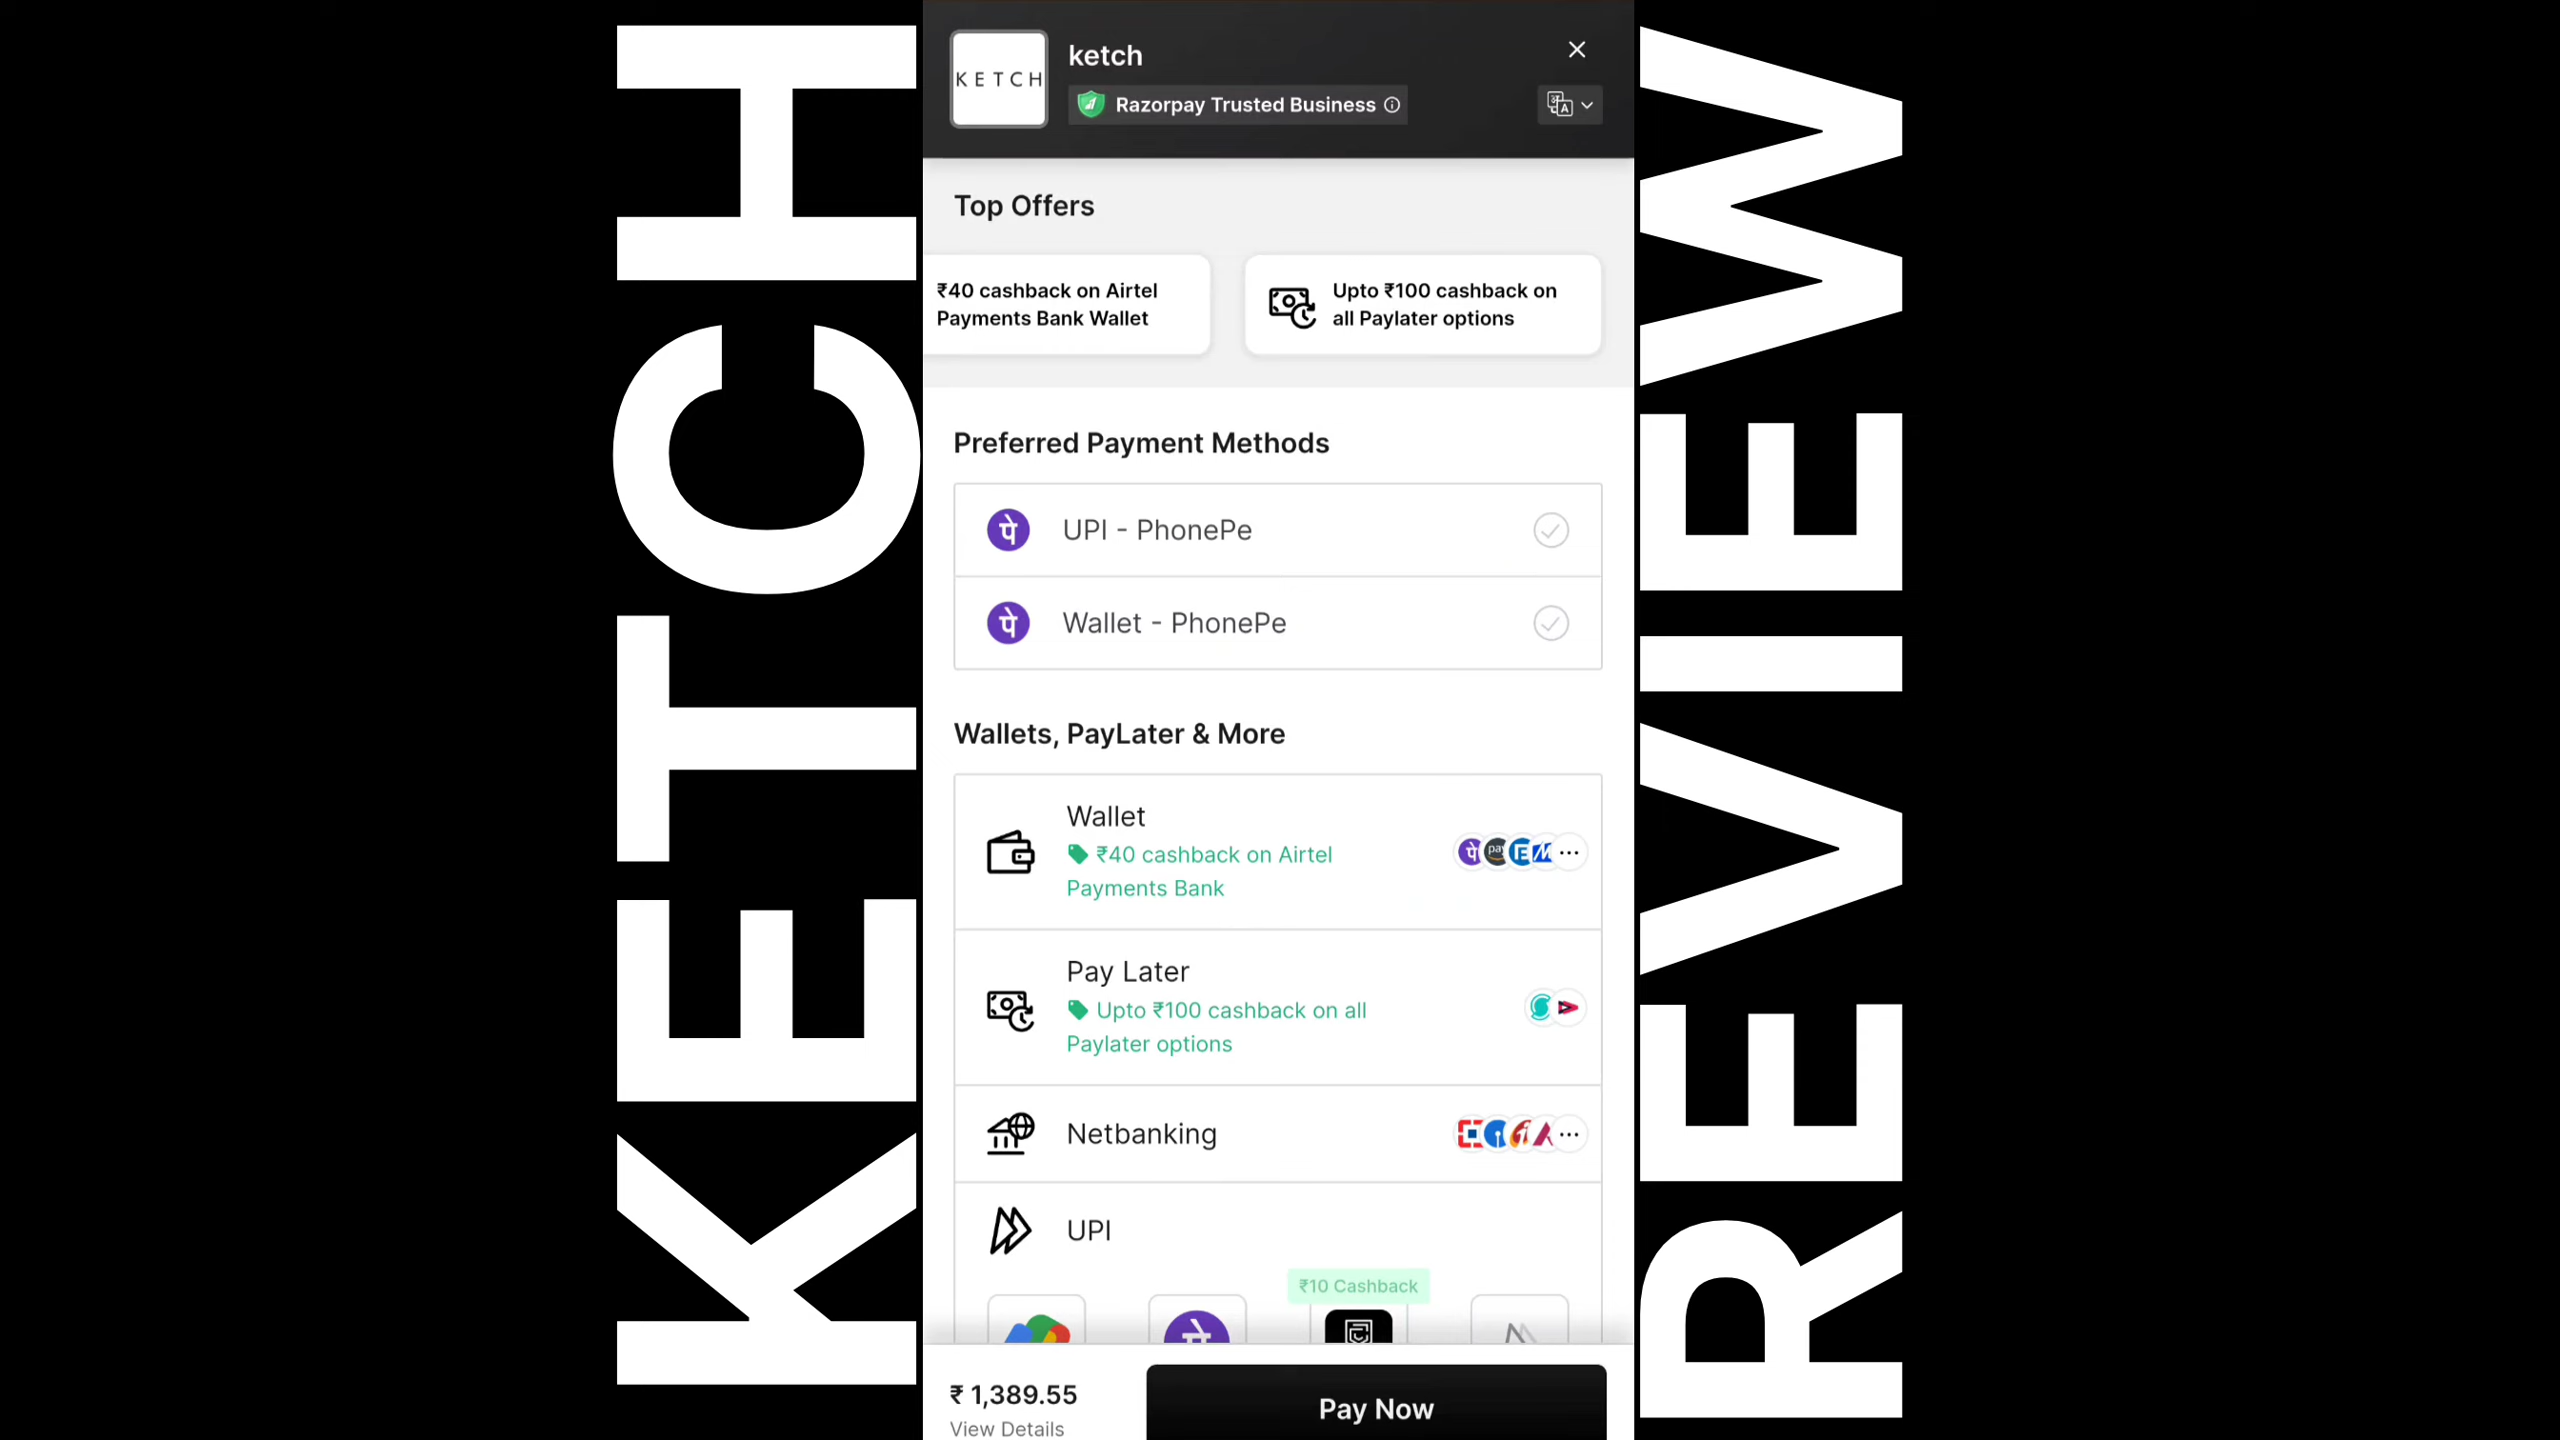 KETCH
KETCH
ketch
Razorpay Trusted Business
Top Offers
₹40 cashback on Airtel
Payments Bank Wallet
Upto ₹100 cashback on
all Paylater options
Preferred Payment Methods
पे
UPI - PhonePe
पे
Wallet - PhonePe
Wallets, PayLater & More
Wallet
₹40 cashback on Airtel
Payments Bank
पे
pay
Pay Later
Upto ₹100 cashback on all
Paylater options
Netbanking
UPI
₹10 Cashback
₹ 1,389.55
View Details
Pay Now
REVIEW